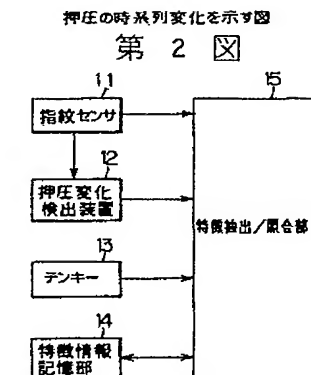 押圧の時系列変化を示す図
第 2 図
11
指紋センサ
12
押圧変化
検出装置
13
テンキー
14
特徴情報
記憶部
15
特徴抽出/照合部